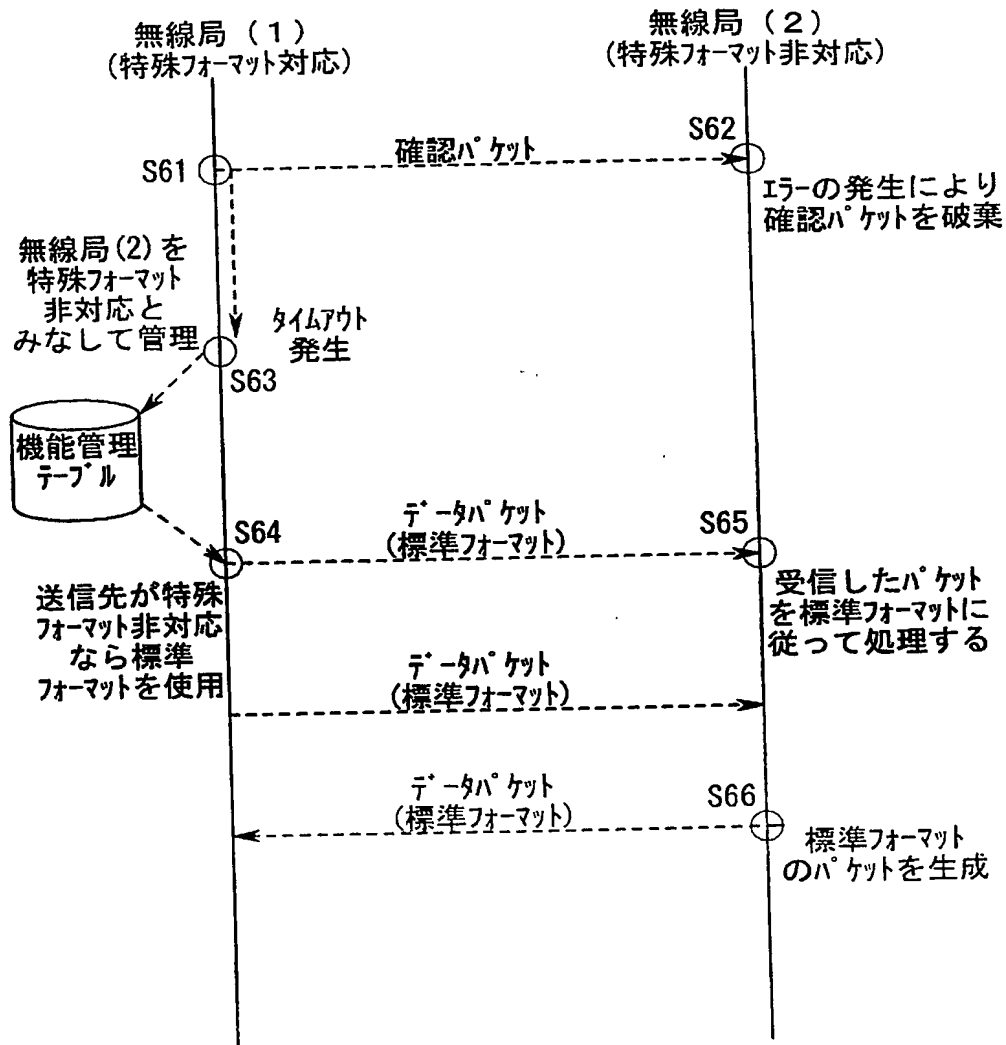 無線局（1）
(特殊フォーマット対応)
無線局（2）
(特殊フォーマット非対応)
S61
確認パケット
S62
エラーの発生により
確認パケットを破棄
無線局(2)を
特殊フォーマット
非対応と
みなして管理
タイムアウト
発生
S63
機能管理
テーブル
S64
データパケット
(標準フォーマット)
S65
送信先が特殊
フォーマット非対応
なら標準
フォーマットを使用
受信したパケット
を標準フォーマットに
従って処理する
データパケット
(標準フォーマット)
データパケット
(標準フォーマット)
S66
標準フォーマット
のパケットを生成